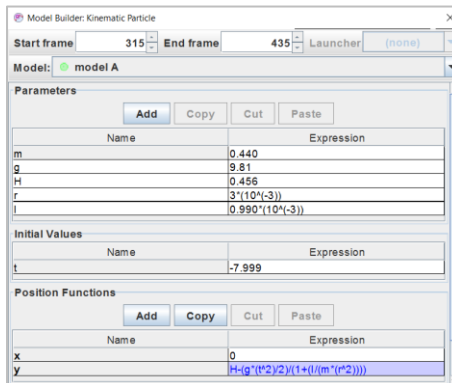 Model Builder: Kinematic Particle
Start frame 315 End frame 435 Launcher (none)
Model: model A
Parameters
Add Copy Cut Paste
Name Expression
m 0.440
g 9.81
H 0.456
r 3*(10^(-3))
I 0.990*(10^(-3))
Initial Values
Name Expression
t -7.999
Position Functions
Add Copy Cut Paste
Name Expression
x 0
y H-(g*(t^2)/2)/(1+(I/(m*(r^2))))